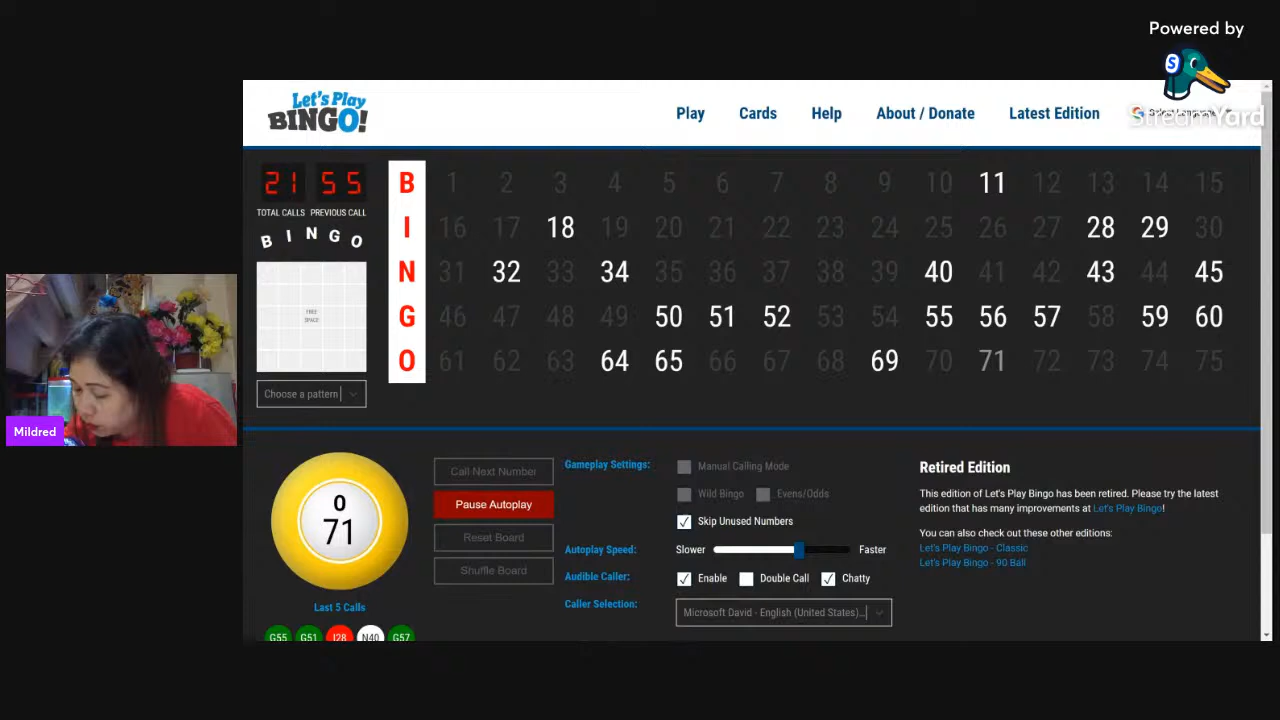 Powered by
S
StreamYard
Let's Play
BINGO!
Play Cards Help About / Donate Latest Edition
Select Language
21 55
TOTAL CALLS PREVIOUS CALL
B I N G O
FREE
SPACE
Choose a pattern
B 1 2 3 4 5 6 7 8 9 10 11 12 13 14 15
I 16 17 18 19 20 21 22 23 24 25 26 27 28 29 30
N 31 32 33 34 35 36 37 38 39 40 41 42 43 44 45
G 46 47 48 49 50 51 52 53 54 55 56 57 58 59 60
O 61 62 63 64 65 66 67 68 69 70 71 72 73 74 75
Mildred
O
71
Last 5 Calls
G55 G51 I28 N40 G57
Call Next Number
Pause Autoplay
Reset Board
Shuffle Board
Gameplay Settings:
Manual Calling Mode
Wild Bingo Evens/Odds
Skip Unused Numbers
Autoplay Speed: Slower Faster
Audible Caller: Enable Double Call Chatty
Caller Selection: Microsoft David - English (United States)...
Retired Edition
This edition of Let's Play Bingo has been retired. Please try the latest
edition that has many improvements at Let's Play Bingo!
You can also check out these other editions:
Let's Play Bingo - Classic
Let's Play Bingo - 90 Ball